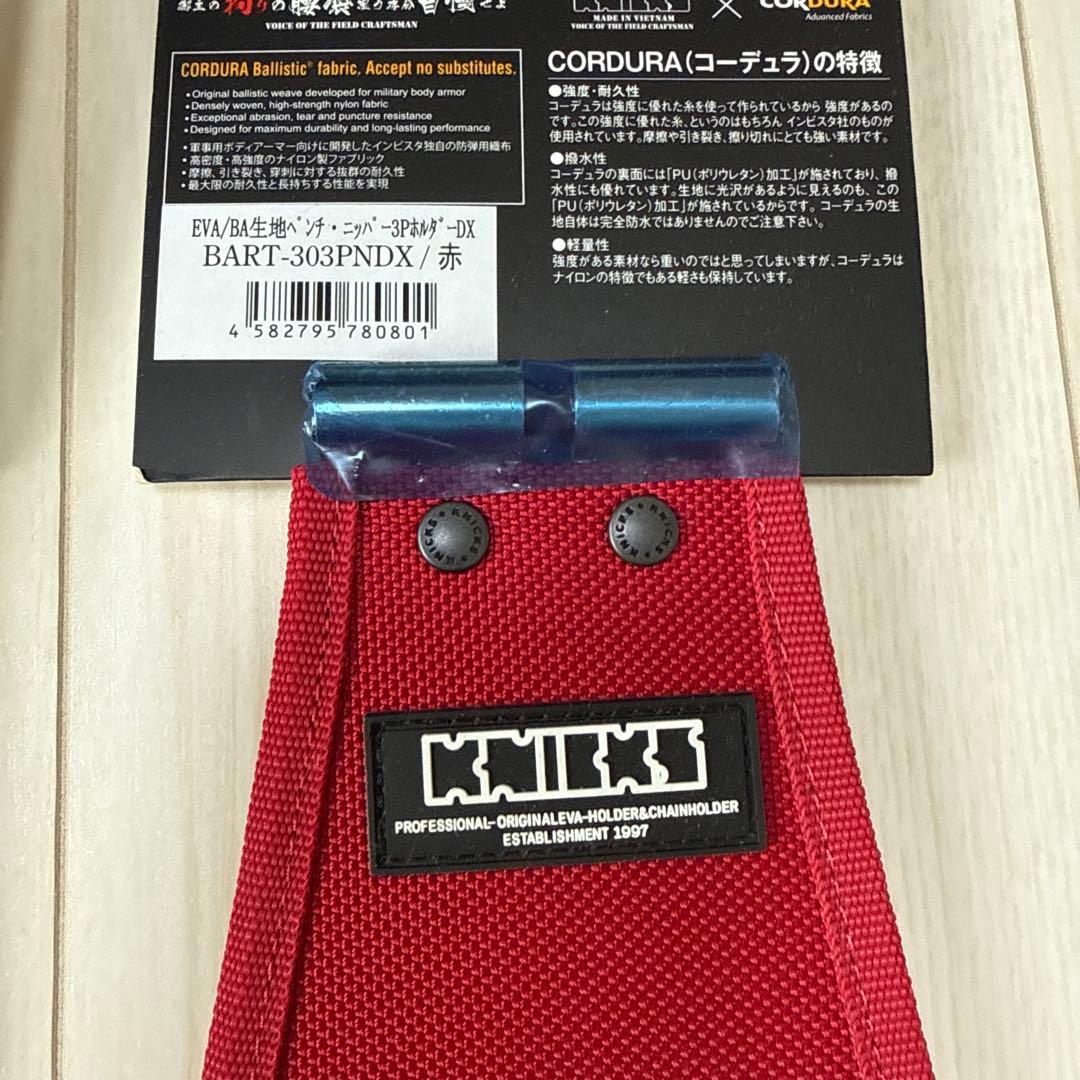 VOICE OF THE FIELD CRAFTSMAN
CORDURA Ballistic® fabric. Accept no substitutes.
• Original ballistic weave developed for military body armor
• Densely woven, high-strength nylon fabric
• Exceptional abrasion, tear and puncture resistance
• Designed for maximum durability and long-lasting performance
・軍事用ボディアーマー向けに開発したインビスタ独自の防弾用織布
・高密度・高強度のナイロン製ファブリック
・摩擦、引き裂き、穿刺に対する抜群の耐久性
・最大限の耐久性と長持ちする性能を実現
EVA/BA生地ペンチ・ニッパー3PホルダーDX
BART-303PNDX / 赤
4 582795 780801
KNICKS
MADE IN VIETNAM
VOICE OF THE FIELD CRAFTSMAN
×
CORDURA
Advanced Fabrics
CORDURA(コーデュラ)の特徴
●強度・耐久性
コーデュラは強度に優れた糸を使って作られているから 強度があるの
です。この強度に優れた糸、というのはもちろん インビスタ社のものが
使用されています。摩擦や引き裂き、擦り切れにとても強い素材です。
●撥水性
コーデュラの裏面には「PU(ポリウレタン)加工」が施されており、撥
水性にも優れています。生地に光沢があるように見えるのも、この
「PU(ポリウレタン)加工」が施されているからです。コーデュラの生
地自体は完全防水ではありませんのでご注意下さい。
●軽量性
強度がある素材なら重いのではと思ってしまいますが、コーデュラは
ナイロンの特徴でもある軽さも保持しています。
KNICKS • KNICKS •
KNICKS • KNICKS •
KNICKS
PROFESSIONAL-ORIGINALEVA-HOLDER&CHAINHOLDER
ESTABLISHMENT 1997